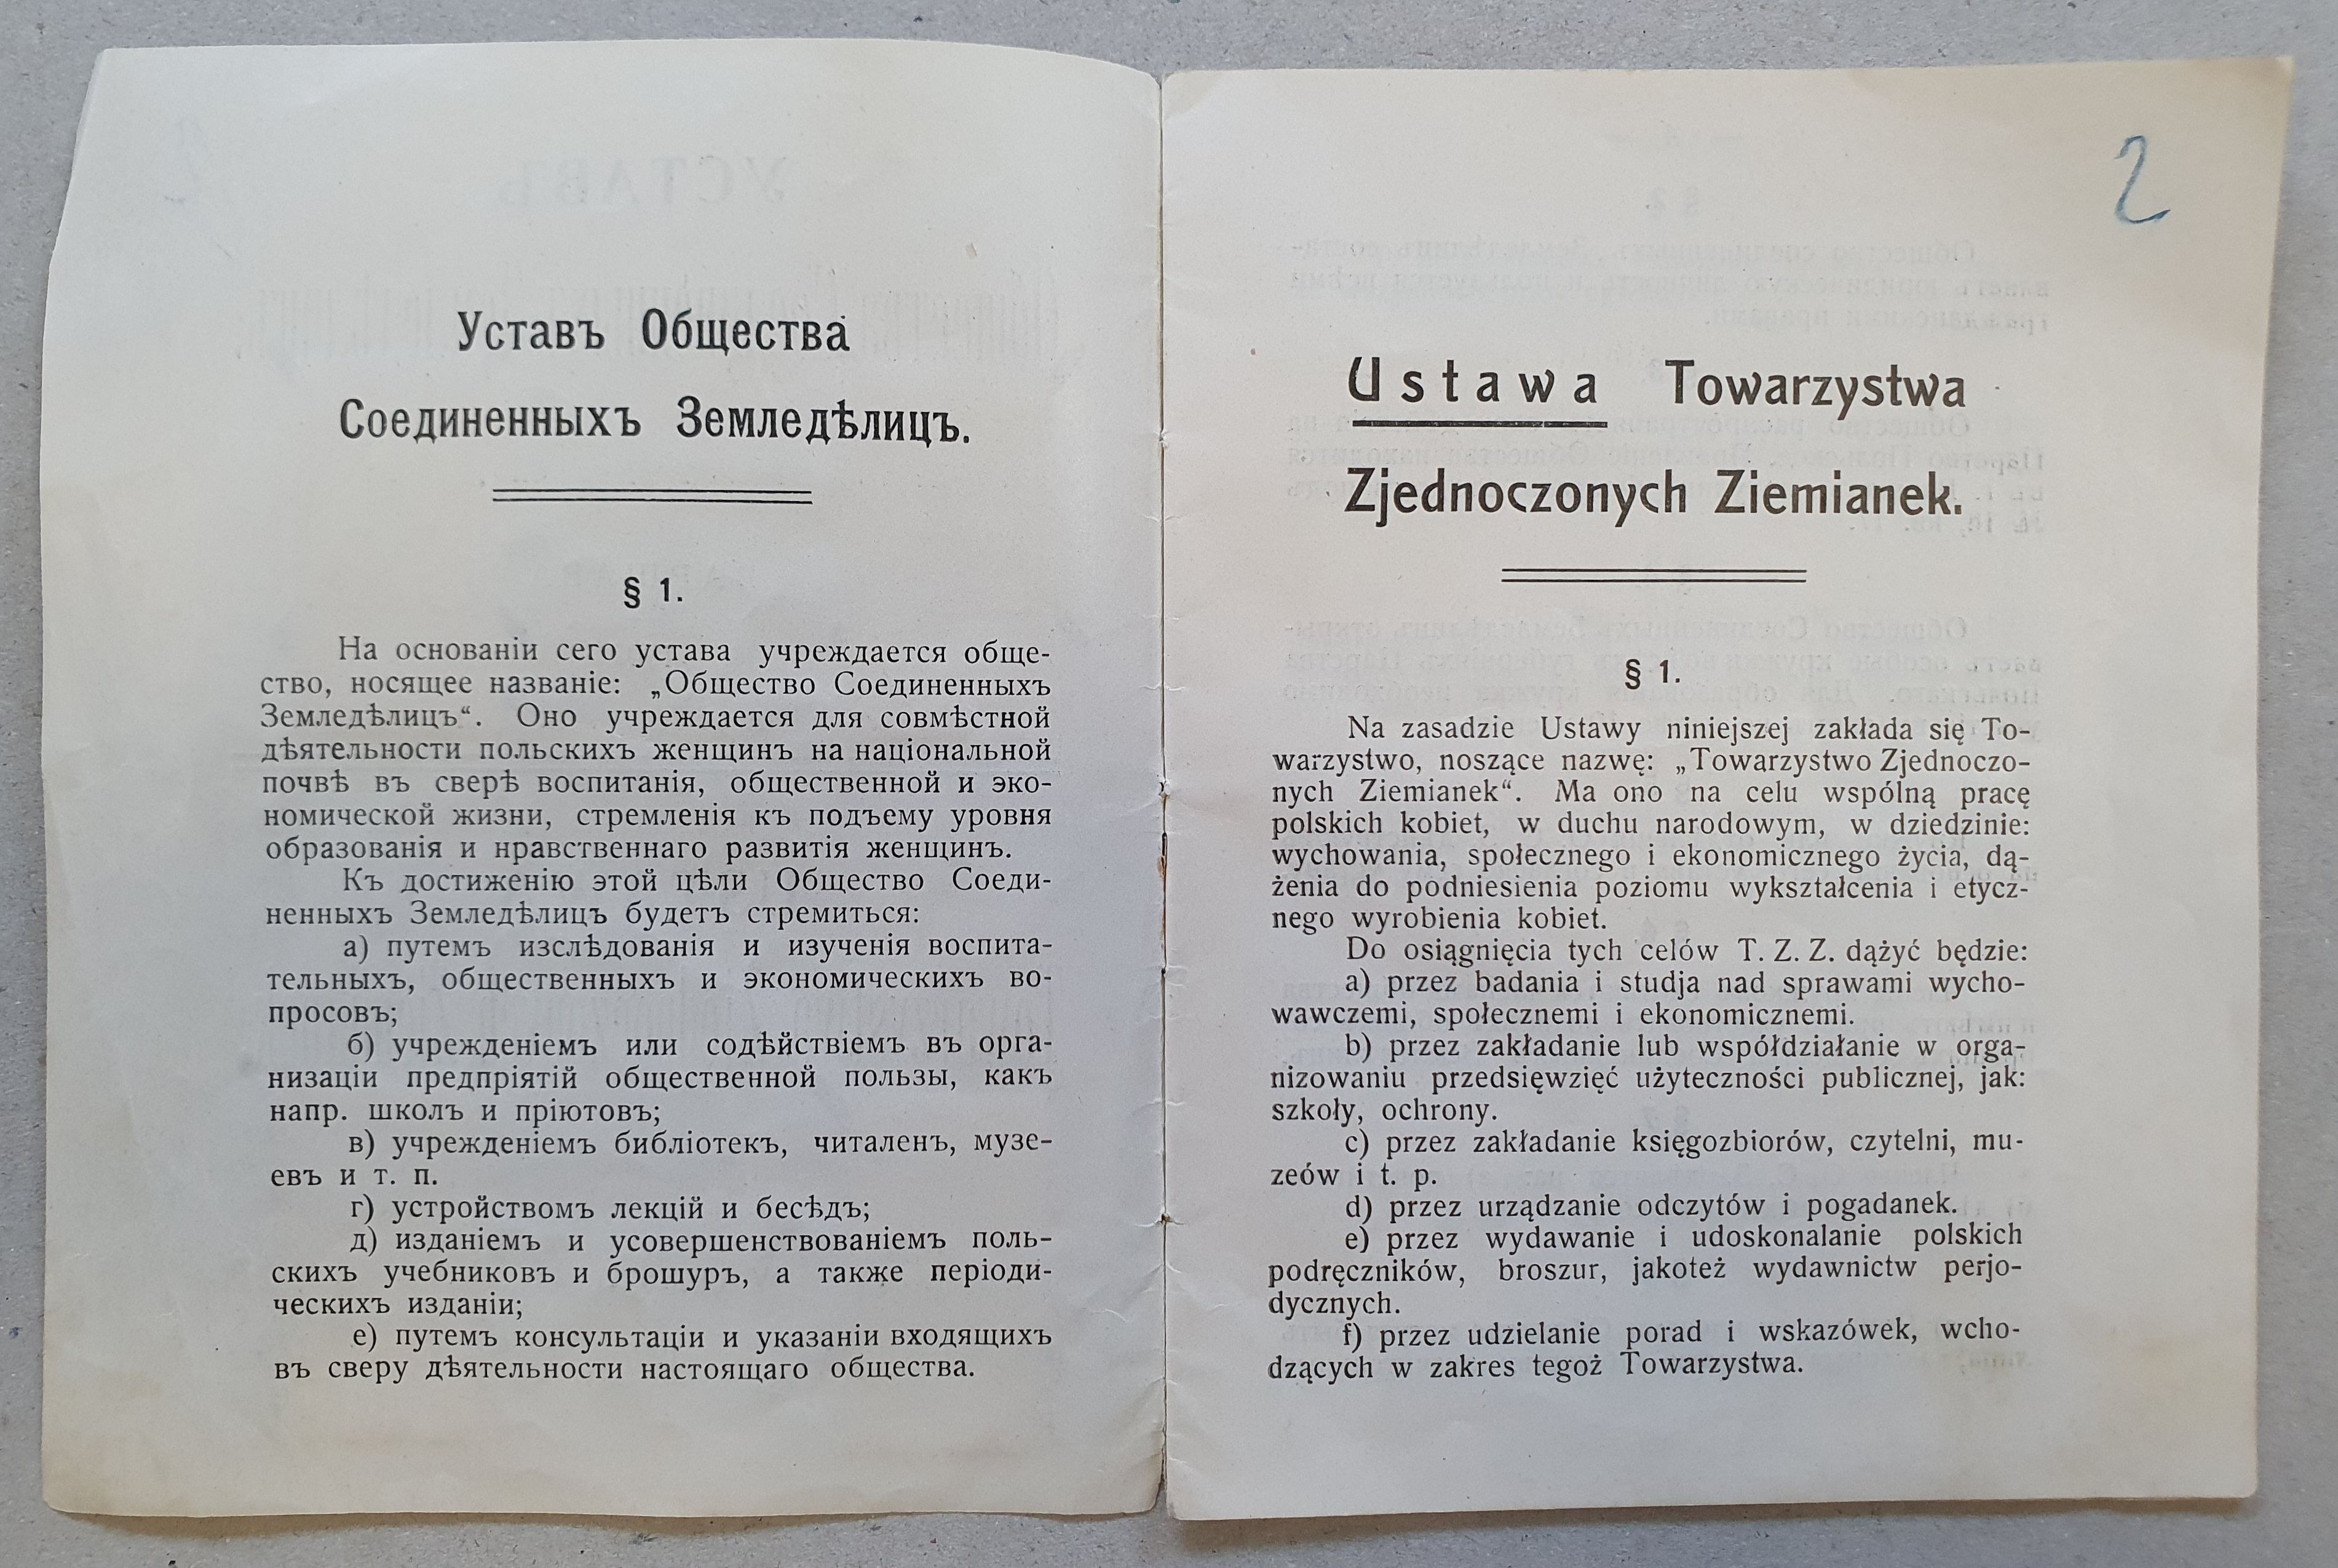 Уставъ Общества
Соединенныхъ Земледѣлицъ.
§ 1.
На основаніи сего устава учреждается обще-
ство, носящее названіе: „Общество Соединенныхъ
Земледѣлицъ“. Оно учреждается для совмѣстной
дѣятельности польскихъ женщинъ на національной
почвѣ въ сверѣ воспитанія, общественной и эко-
номической жизни, стремленія къ подъему уровня
образованія и нравственнаго развитія женщинъ.
Къ достиженію этой цѣли Общество Соеди-
ненныхъ Земледѣлицъ будетъ стремиться:
а) путемъ изслѣдованія и изученія воспита-
тельныхъ, общественныхъ и экономическихъ во-
просовъ;
б) учрежденіемъ или содѣйствіемъ въ орга-
низаціи предпріятій общественной пользы, какъ
напр. школъ и пріютовъ;
в) учрежденіемъ библіотекъ, читаленъ, музе-
евъ и т. п.
г) устройствомъ лекцій и бесѣдъ;
д) изданіемъ и усовершенствованіемъ поль-
скихъ учебниковъ и брошуръ, а также періоди-
ческихъ изданіи;
е) путемъ консультаціи и указаніи входящихъ
въ сверу дѣятельности настоящаго общества.
2
Ustawa Towarzystwa
Zjednoczonych Ziemianek.
§ 1.
Na zasadzie Ustawy niniejszej zakłada się To-
warzystwo, noszące nazwę: „Towarzystwo Zjednoczo-
nych Ziemianek“. Ma ono na celu wspólną pracę
polskich kobiet, w duchu narodowym, w dziedzinie:
wychowania, społecznego i ekonomicznego życia, dą-
żenia do podniesienia poziomu wykształcenia i etycz-
nego wyrobienia kobiet.
Do osiągnięcia tych celów T. Z. Z. dążyć będzie:
a) przez badania i studja nad sprawami wycho-
wawczemi, społecznemi i ekonomicznemi.
b) przez zakładanie lub współdziałanie w orga-
nizowaniu przedsięwzięć użyteczności publicznej, jak:
szkoły, ochrony.
c) przez zakładanie księgozbiorów, czytelni, mu-
zeów i t. p.
d) przez urządzanie odczytów i pogadanek.
e) przez wydawanie i udoskonalanie polskich
podręczników, broszur, jakoteż wydawnictw perjo-
dycznych.
f) przez udzielanie porad i wskazówek, wcho-
dzących w zakres tegoż Towarzystwa.